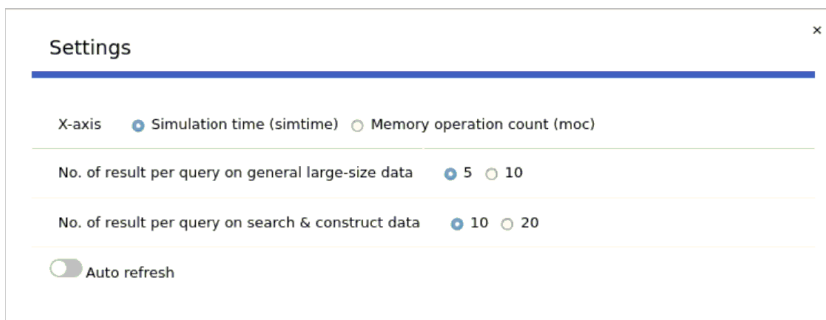 ×
Settings
X-axis Simulation time (simtime) Memory operation count (moc)
No. of result per query on general large-size data 5 10
No. of result per query on search & construct data 10 20
Auto refresh